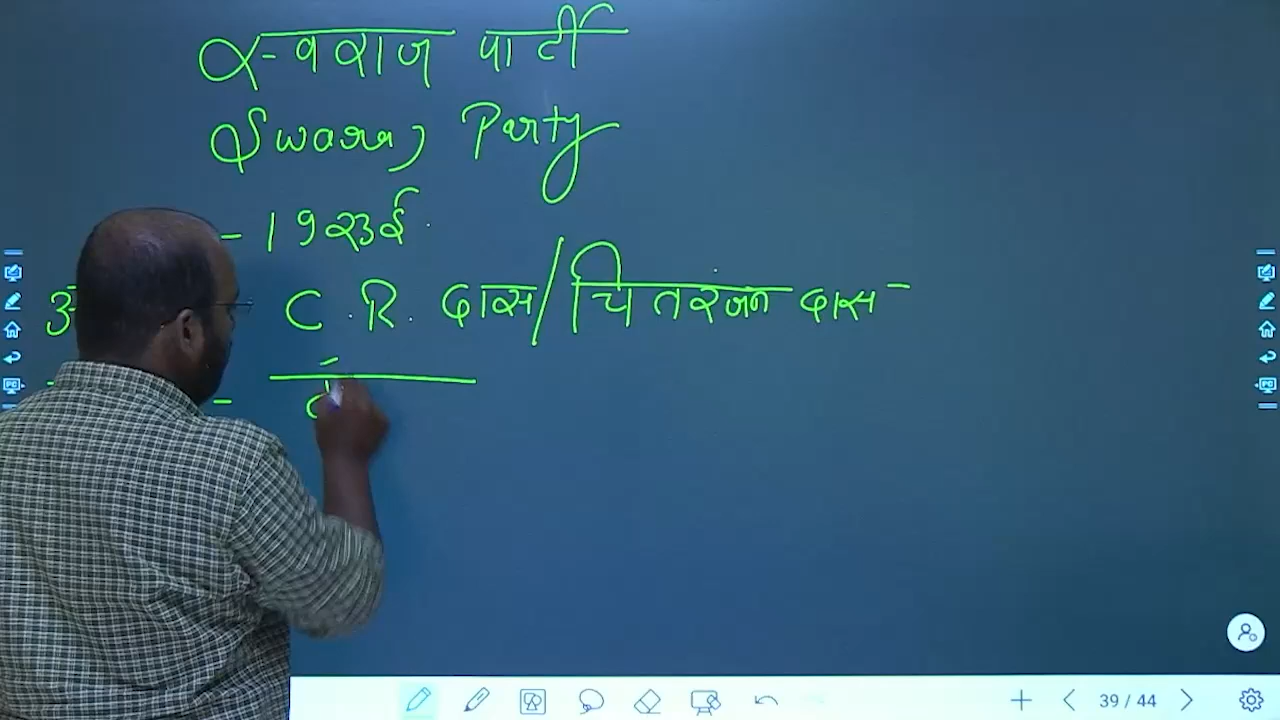 स्वराज पार्टी
Swaraj Party
- 1923ई.
C.R. दास/चितरंजन दास -
39 / 44